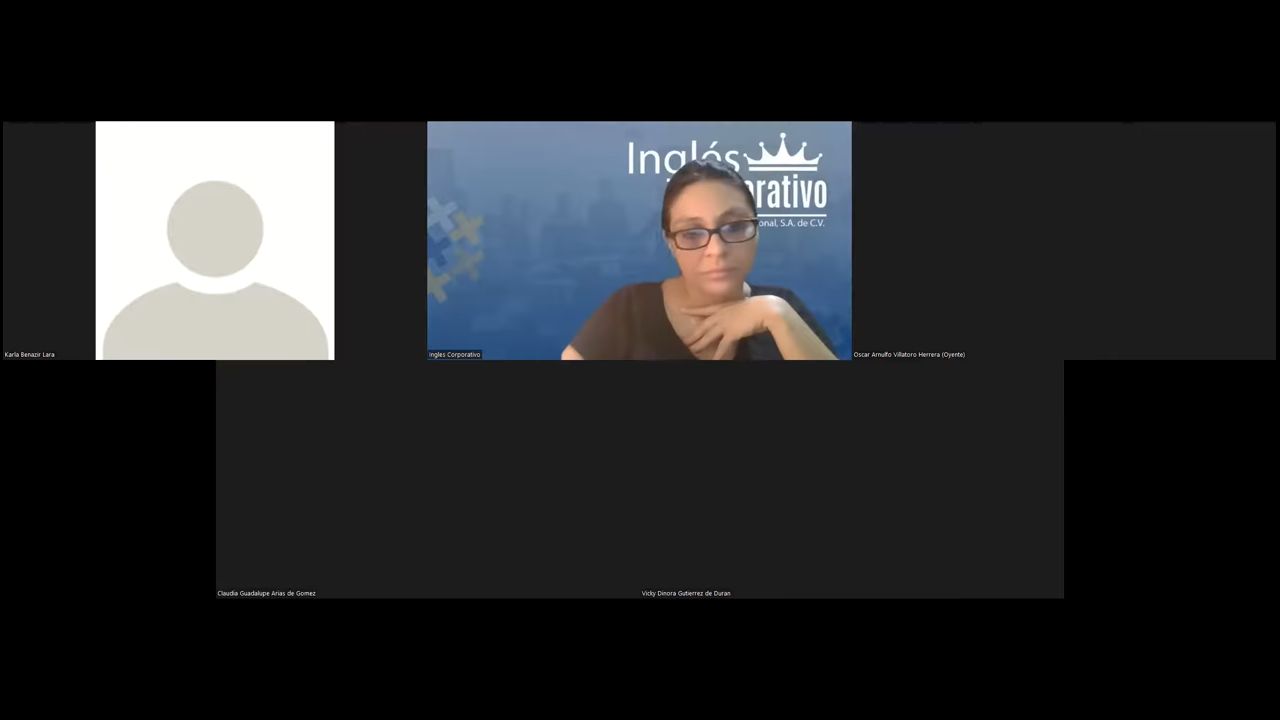 Inglés
orativo
onal, S.A. de C.V.
Karla Benazir Lara
Ingles Corporativo
Oscar Arnulfo Villatoro Herrera (Oyente)
Claudia Guadalupe Arias de Gomez
Vicky Dinora Gutierrez de Duran